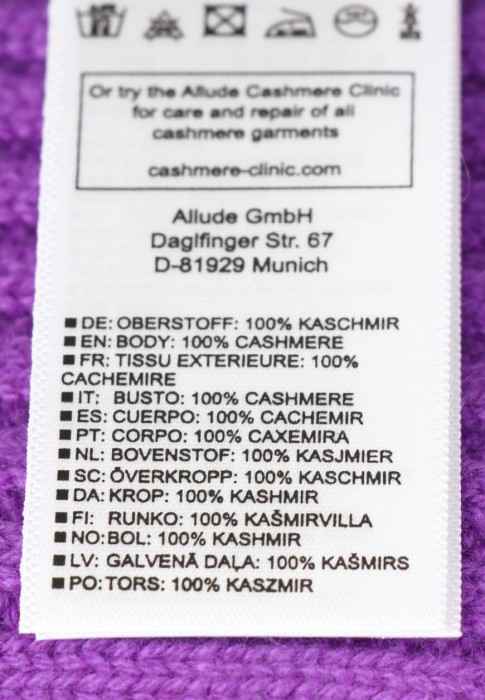 Or try the Allude Cashmere Clinic
for care and repair of all
cashmere garments
cashmere-clinic.com
Allude GmbH
Daglfinger Str. 67
D-81929 Munich
■ DE: OBERSTOFF: 100% KASCHMIR
■ EN: BODY: 100% CASHMERE
■ FR: TISSU EXTERIEURE: 100%
CACHEMIRE
■ IT: BUSTO: 100% CASHMERE
■ ES: CUERPO: 100% CACHEMIR
■ PT: CORPO: 100% CAXEMIRA
■ NL: BOVENSTOF: 100% KASJMIER
■ SC: ÖVERKROPP: 100% KASCHMIR
■ DA: KROP: 100% KASHMIR
■ FI: RUNKO: 100% KAŠMIRVILLA
■ NO: BOL: 100% KASHMIR
■ LV: GALVENĀ DAĻA: 100% KAŠMIRS
■ PO: TORS: 100% KASZMIR